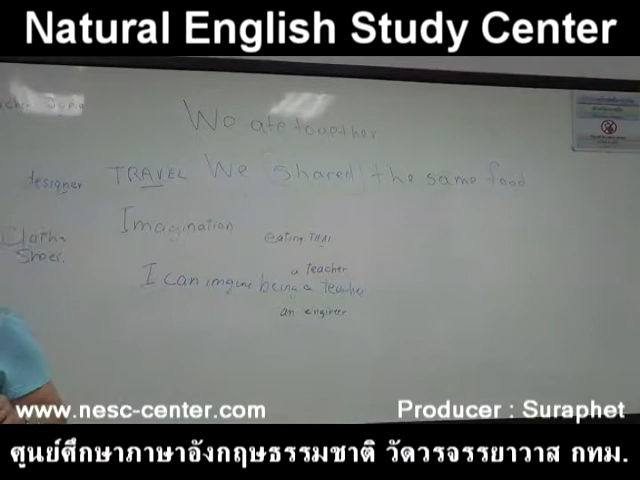 Natural English Study Center
We ate together
designer TRAVEL We shared the same food
Imagination
eating THAI
Shoes.
a teacher
I can imgine being a teacher
an engineer
www.nesc-center.com Producer : Suraphet
ศูนย์ศึกษาภาษาอังกฤษธรรมชาติ วัดวรจรรยาวาส กทม.